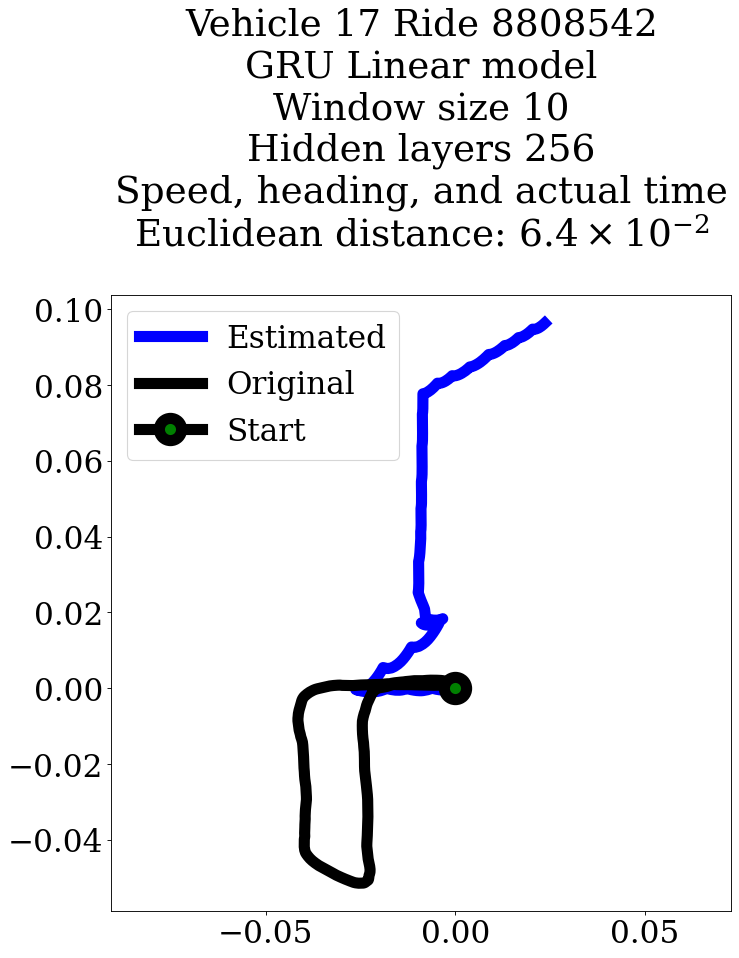 Vehicle 17 Ride 8808542
GRU Linear model
Window size 10
Hidden layers 256
Speed, heading, and actual time
Euclidean distance: 6.4 × 10⁻²
0.10
0.08
0.06
0.04
0.02
0.00
−0.02
−0.04
Estimated
Original
Start
−0.05
0.00
0.05